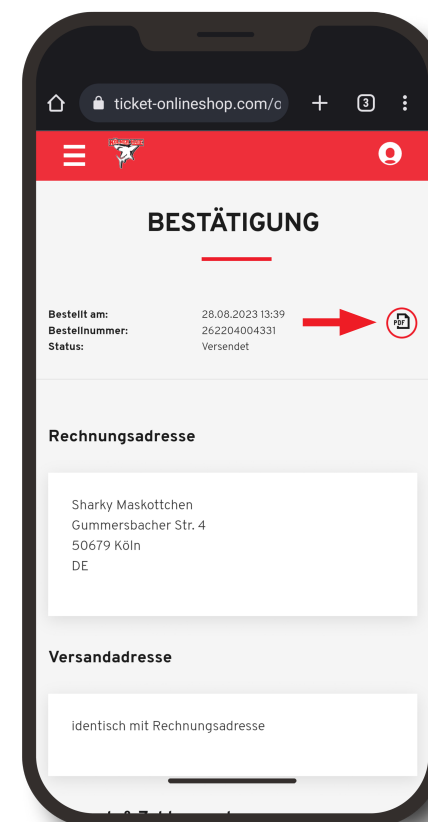 ticket-onlineshop.com/c
3
BESTÄTIGUNG
Bestellt am: 28.08.2023 13:39
Bestellnummer: 262204004331
Status: Versendet
PDF
Rechnungsadresse
Sharky Maskottchen
Gummersbacher Str. 4
50679 Köln
DE
Versandadresse
identisch mit Rechnungsadresse